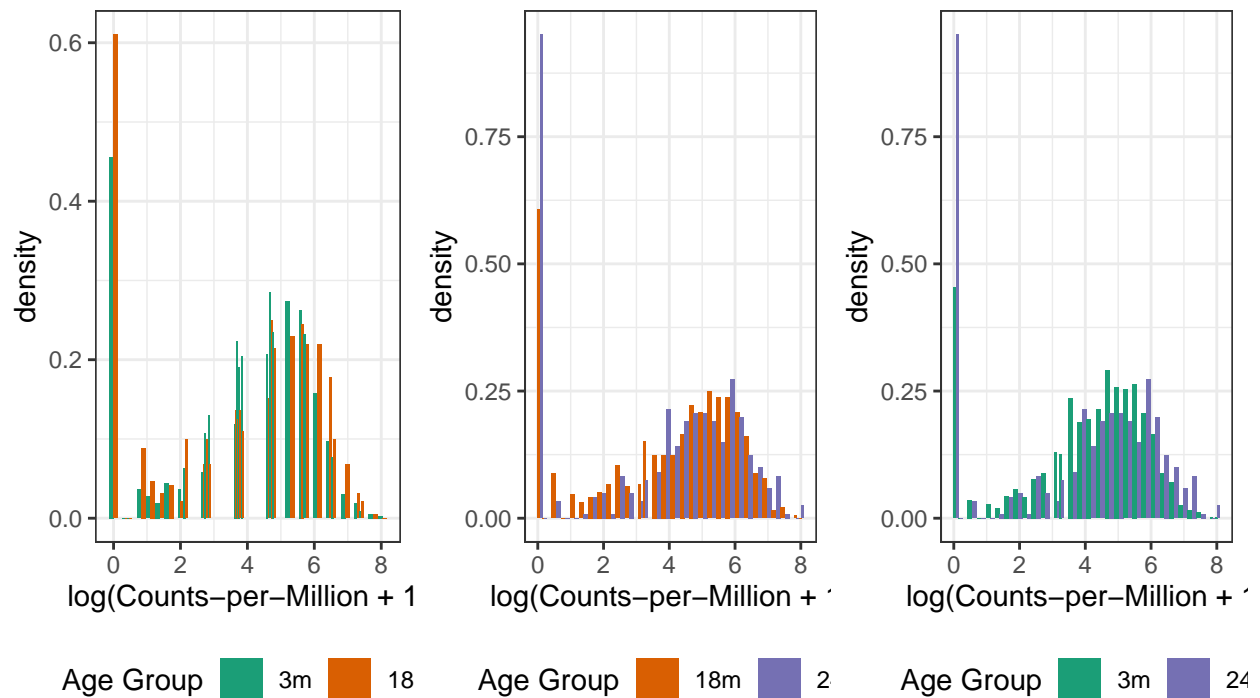 0.6
0.4
0.2
0.0
density
0 2 4 6 8
log(Counts−per−Million + 1
Age Group 3m 18
0.75
0.50
0.25
0.00
density
0 2 4 6 8
log(Counts−per−Million + 1
Age Group 18m 24
0.75
0.50
0.25
0.00
density
0 2 4 6 8
log(Counts−per−Million + 1
Age Group 3m 24